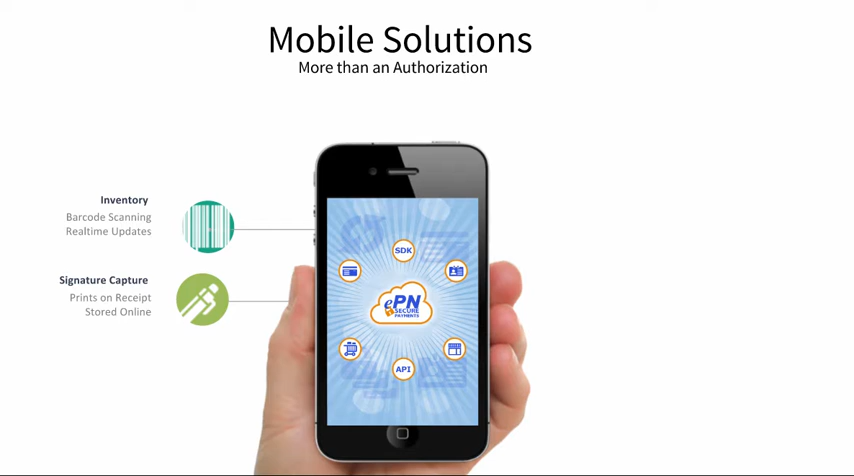 Mobile Solutions
More than an Authorization
Inventory
Barcode Scanning
Realtime Updates
Signature Capture
Prints on Receipt
Stored Online
SDK
ePN
SECURE
PAYMENTS
API